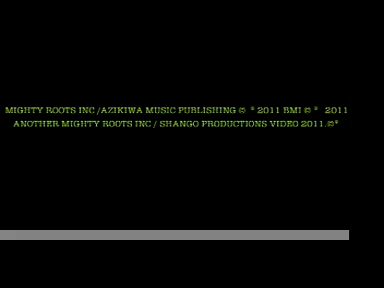 MIGHTY ROOTS INC /AZIKIWA MUSIC PUBLISHING © * 2011 BMI © * 2011
ANOTHER MIGHTY ROOTS INC / SHANGO PRODUCTIONS VIDEO 2011.©*